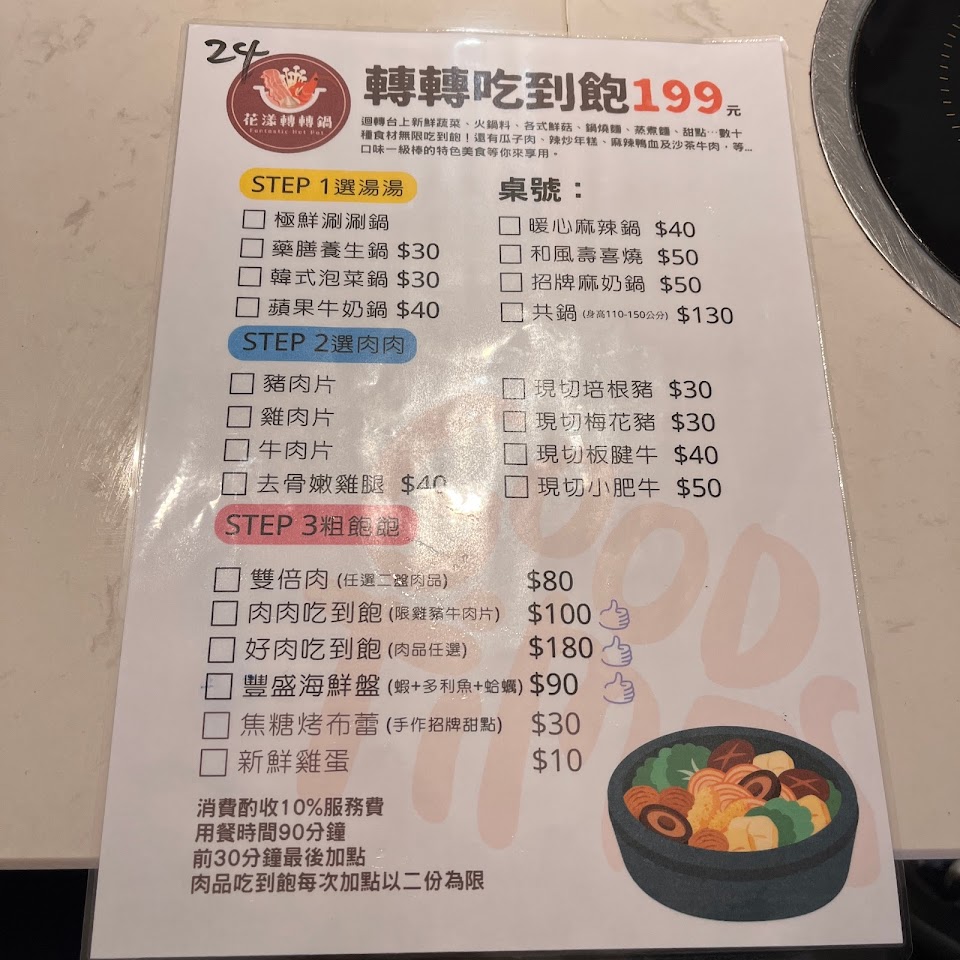 24
花漾轉轉鍋
Funtastic Hot Pot
轉轉吃到飽199元
迴轉台上新鮮蔬菜、火鍋料、各式鮮菇、鍋燒麵、蒸煮麵、甜點⋯數十
種食材無限吃到飽！還有瓜子肉、辣炒年糕、麻辣鴨血及沙茶牛肉，等...
口味一級棒的特色美食等你來享用。
STEP 1選湯湯
桌號：
極鮮涮涮鍋
藥膳養生鍋 $30
韓式泡菜鍋 $30
蘋果牛奶鍋 $40
暖心麻辣鍋 $40
和風壽喜燒 $50
招牌麻奶鍋 $50
共鍋 (身高110-150公分) $130
STEP 2選肉肉
豬肉片
雞肉片
牛肉片
去骨嫩雞腿 $40
現切培根豬 $30
現切梅花豬 $30
現切板腱牛 $40
現切小肥牛 $50
STEP 3粗飽飽
雙倍肉 (任選二盤肉品) $80
肉肉吃到飽 (限雞豬牛肉片) $100
好肉吃到飽 (肉品任選) $180
豐盛海鮮盤 (蝦+多利魚+蛤蠣) $90
焦糖烤布蕾 (手作招牌甜點) $30
新鮮雞蛋 $10
消費酌收10%服務費
用餐時間90分鐘
前30分鐘最後加點
肉品吃到飽每次加點以二份為限
GOOD
TIMES